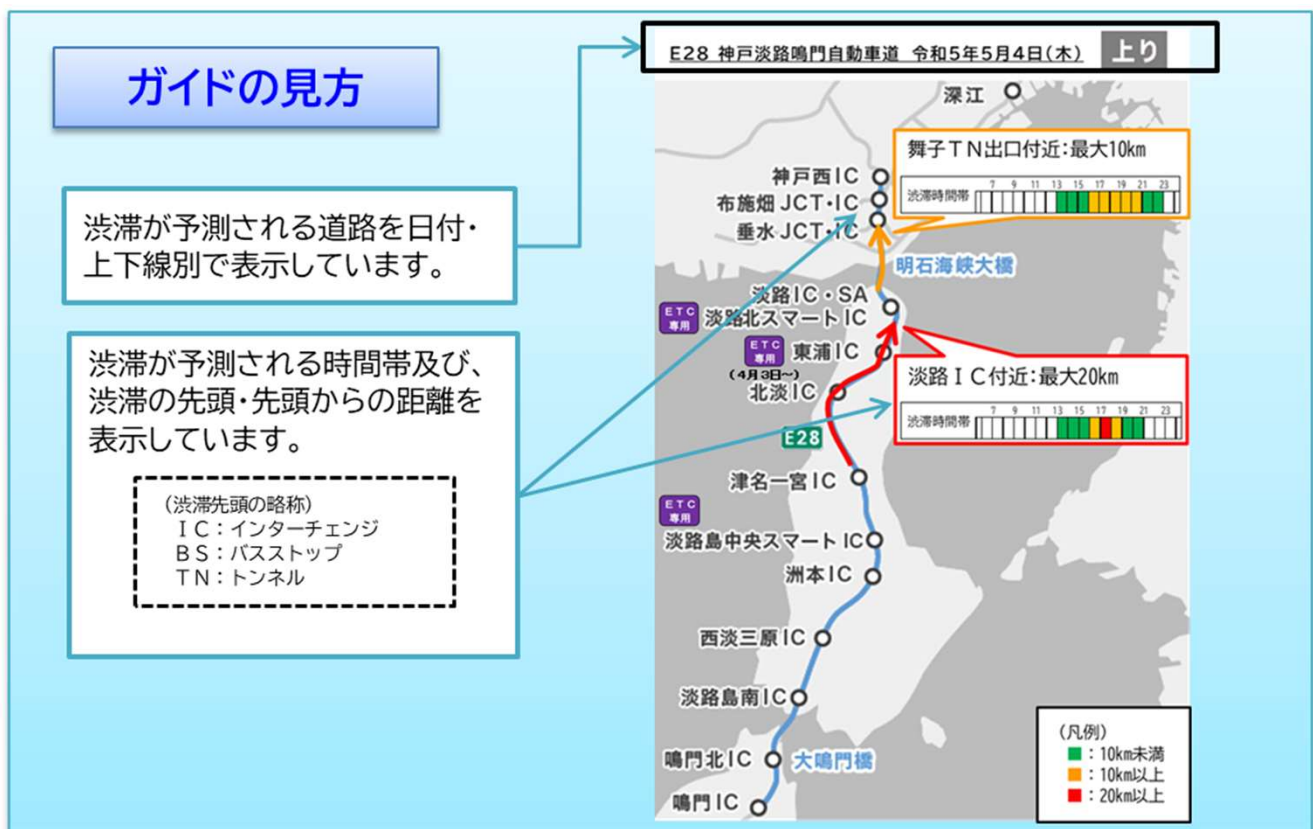 ガイドの見方
渋滞が予測される道路を日付・
上下線別で表示しています。
渋滞が予測される時間帯及び、
渋滞の先頭・先頭からの距離を
表示しています。
(渋滞先頭の略称)
IC:インターチェンジ
BS:バスストップ
TN:トンネル
E28 神戸淡路鳴門自動車道 令和5年5月4日(木) 上り
深江
舞子TN出口付近:最大10km
7 9 11 13 15 17 19 21 23
渋滞時間帯
神戸西IC
布施畑JCT・IC
垂水JCT・IC
明石海峡大橋
淡路IC・SA
ETC
専用
淡路北スマートIC
ETC
専用
東浦IC
(4月3日~)
北淡IC
淡路IC付近:最大20km
7 9 11 13 15 17 19 21 23
渋滞時間帯
E28
津名一宮IC
ETC
専用
淡路島中央スマートIC
洲本IC
西淡三原IC
淡路島南IC
鳴門北IC
大鳴門橋
鳴門IC
(凡例)
:10km未満
:10km以上
:20km以上